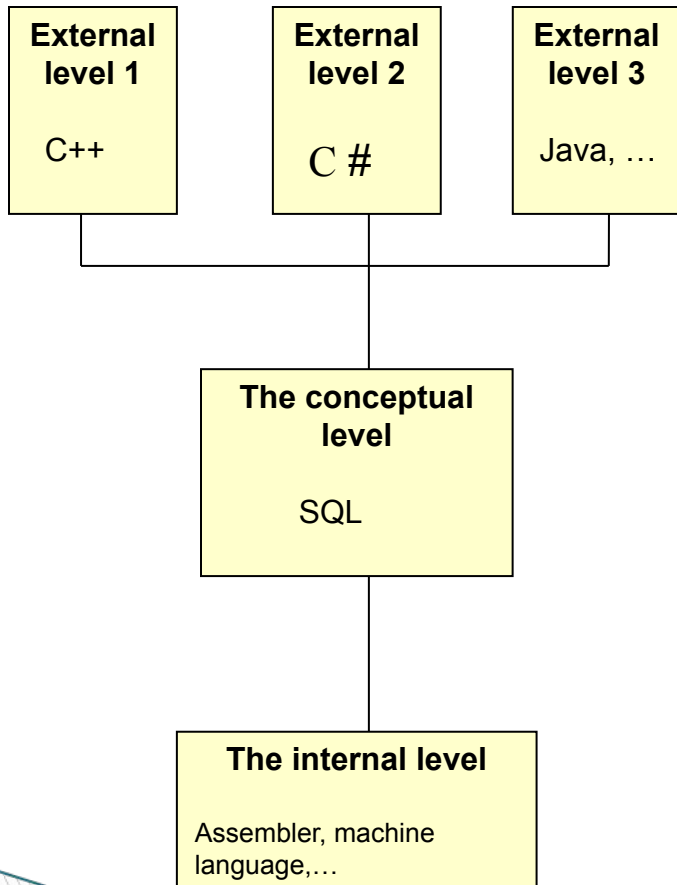 External
level 1
C++
External
level 2
C #
External
level 3
Java, …
The conceptual
level
SQL
The internal level
Assembler, machine
language,…